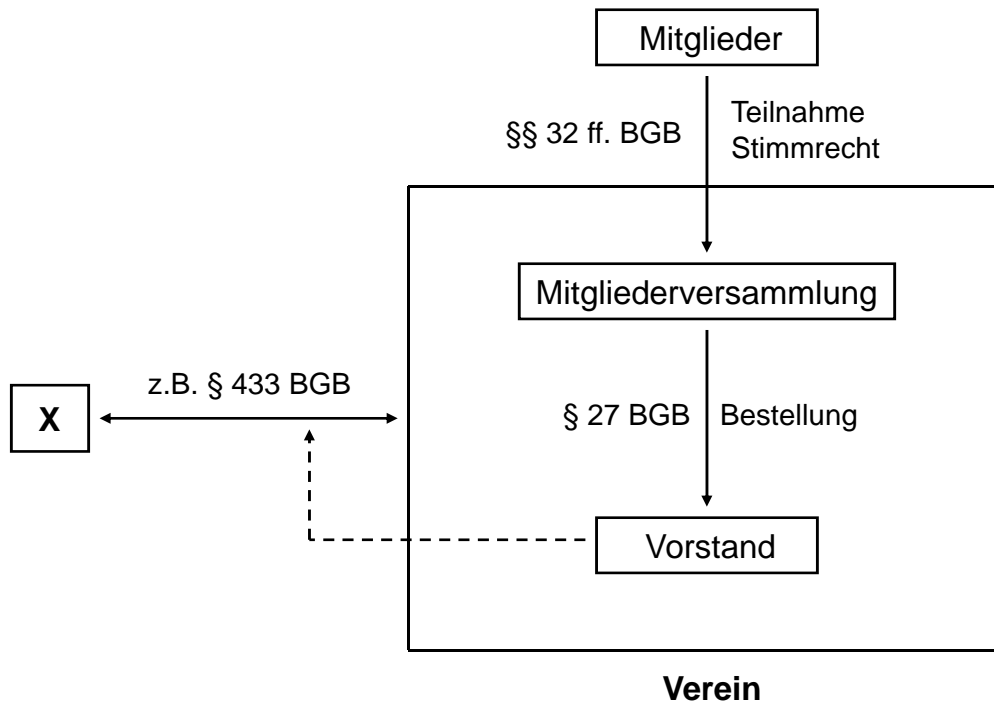 Mitglieder
§§ 32 ff. BGB
Teilnahme
Stimmrecht
Mitgliederversammlung
z.B. § 433 BGB
X
§ 27 BGB
Bestellung
Vorstand
Verein